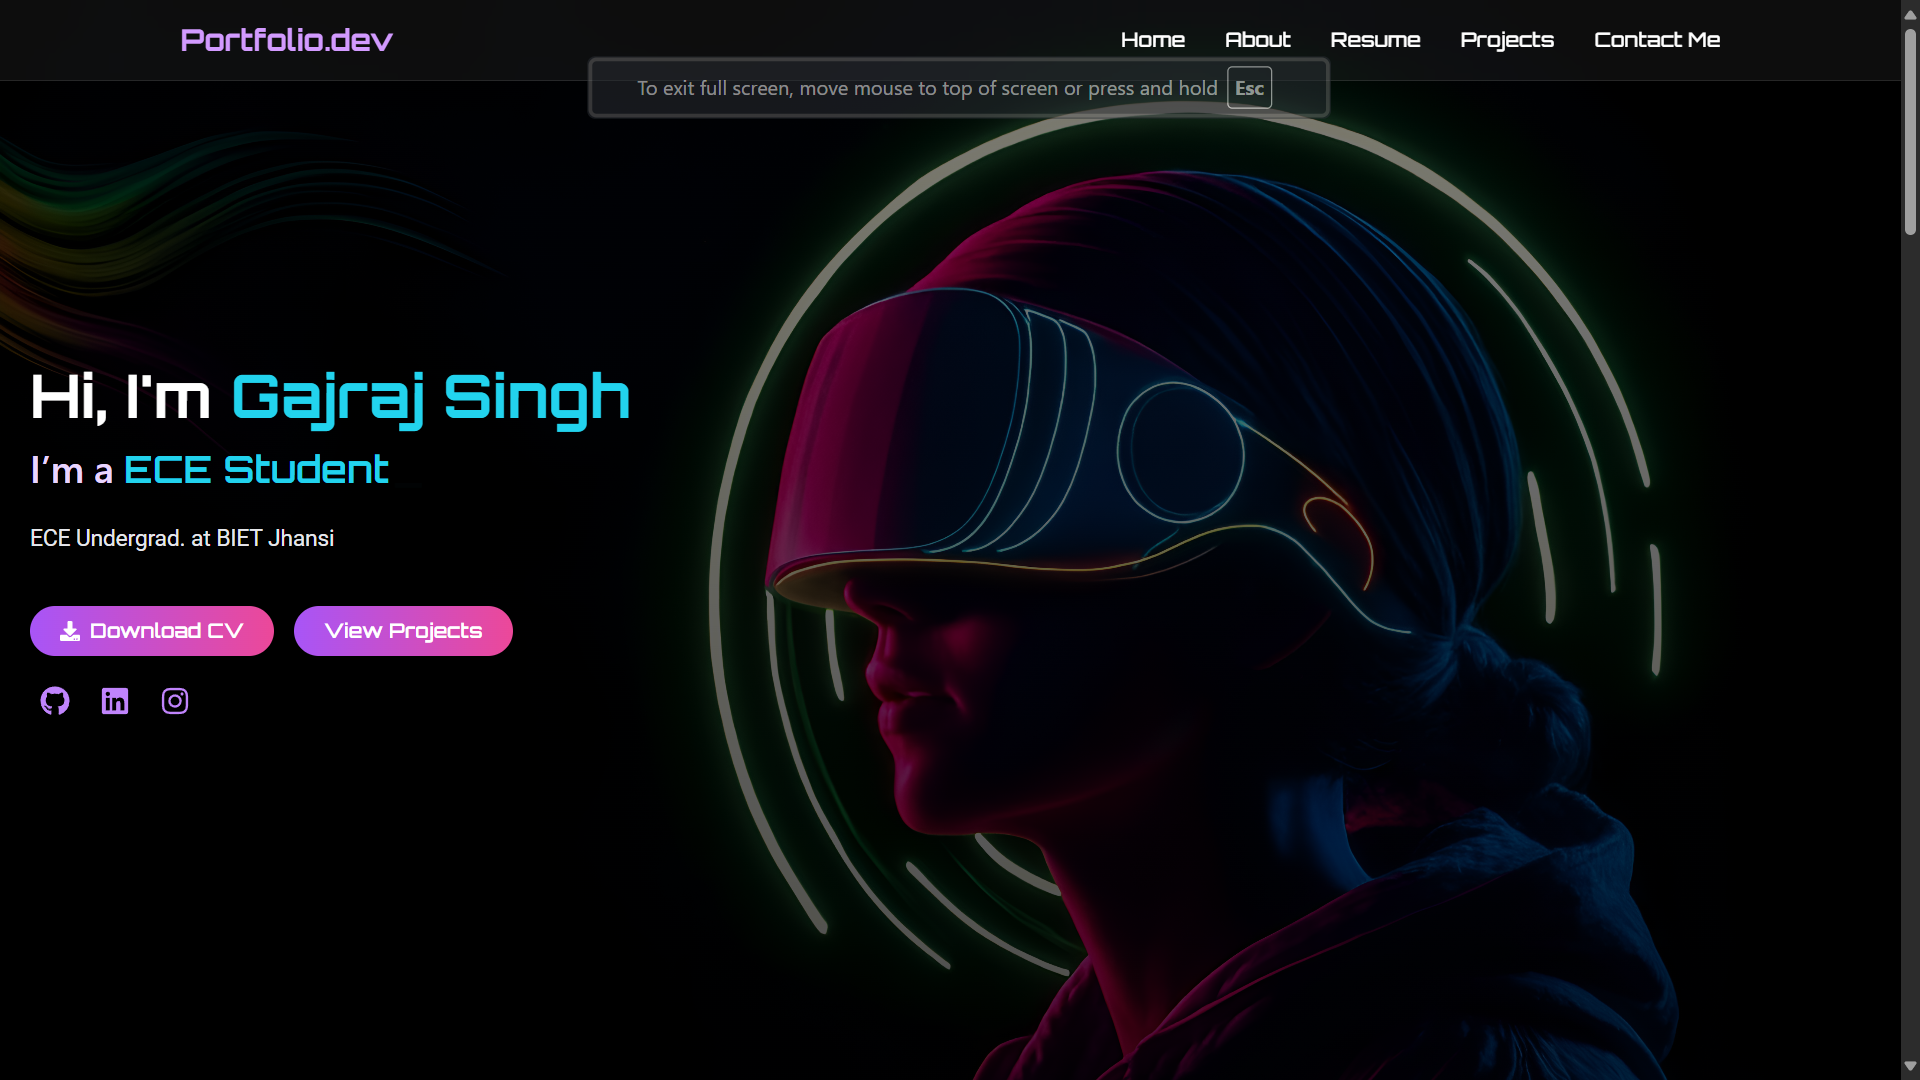 Portfolio.dev
Home About Resume Projects Contact Me
To exit full screen, move mouse to top of screen or press and hold Esc
Hi, I'm Gajraj Singh
I’m a ECE Student
ECE Undergrad. at BIET Jhansi
Download CV View Projects
in